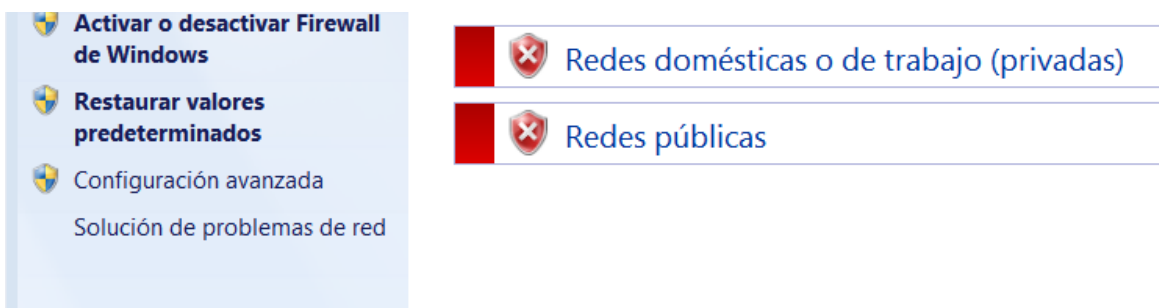 Activar o desactivar Firewall
de Windows
Restaurar valores
predeterminados
Configuración avanzada
Solución de problemas de red
Redes domésticas o de trabajo (privadas)
Redes públicas